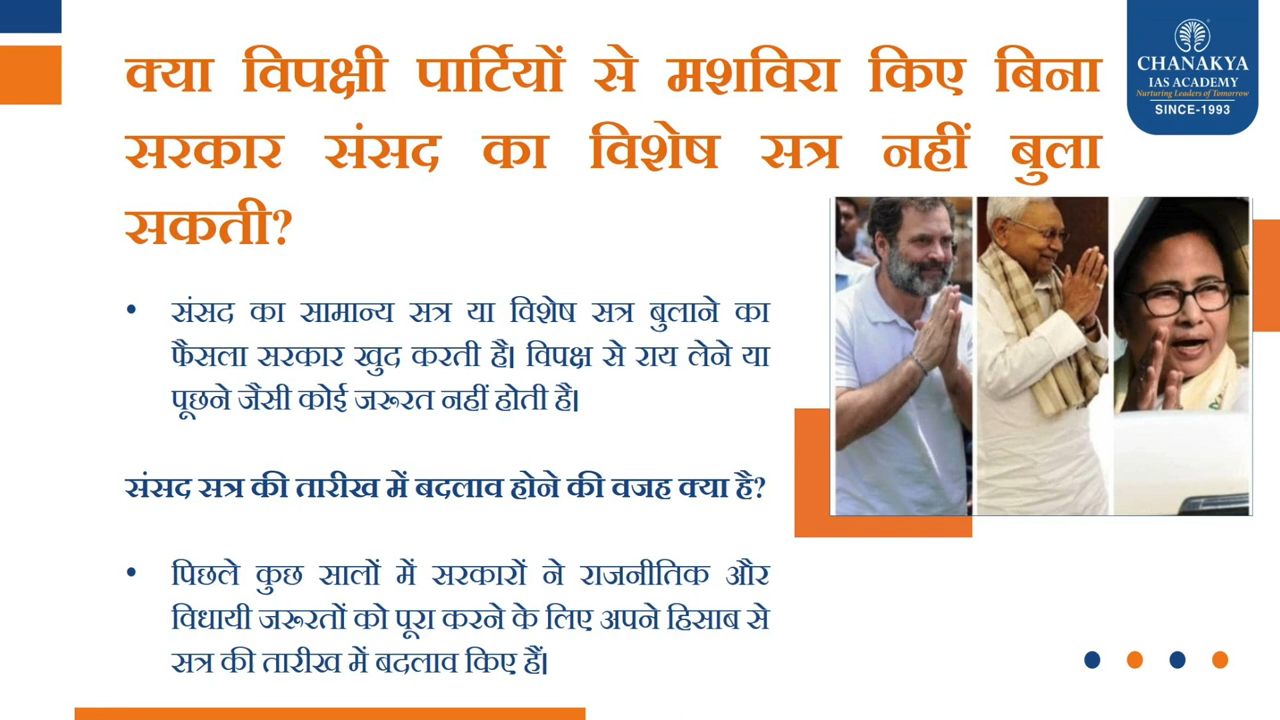 क्या विपक्षी पार्टियों से मशविरा किए बिना
सरकार संसद का विशेष सत्र नहीं बुला
सकती?
CHANAKYA
IAS ACADEMY
Nurturing Leaders of Tomorrow
SINCE-1993
• संसद का सामान्य सत्र या विशेष सत्र बुलाने का
फैसला सरकार खुद करती है। विपक्ष से राय लेने या
पूछने जैसी कोई जरूरत नहीं होती है।
संसद सत्र की तारीख में बदलाव होने की वजह क्या है?
• पिछले कुछ सालों में सरकारों ने राजनीतिक और
विधायी जरूरतों को पूरा करने के लिए अपने हिसाब से
सत्र की तारीख में बदलाव किए हैं।